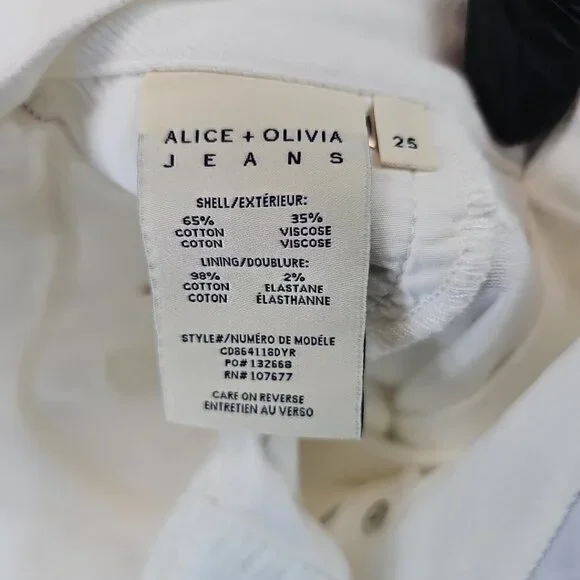 ALICE + OLIVIA
JEANS
25
SHELL/EXTÉRIEUR:
65% 35%
COTTON VISCOSE
COTON VISCOSE
LINING/DOUBLURE:
98% 2%
COTTON ELASTANE
COTON ÉLASTHANNE
STYLE#/NUMÉRO DE MODÉLE
CD864118DYR
PO# 132668
RN# 107677
CARE ON REVERSE
ENTRETIEN AU VERSO